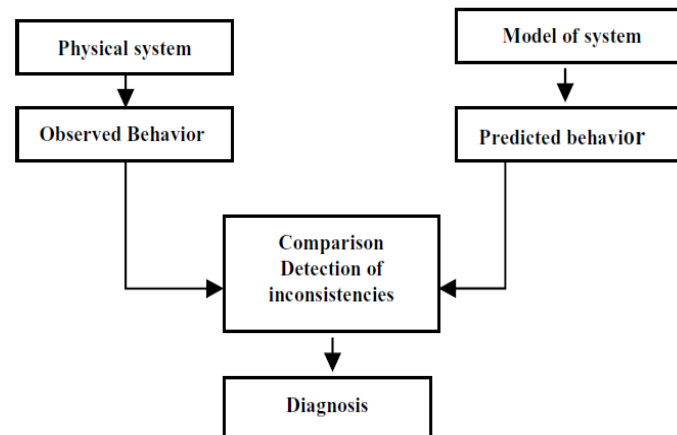 Physical system
Model of system
Observed Behavior
Predicted behavior
Comparison
Detection of
inconsistencies
Diagnosis